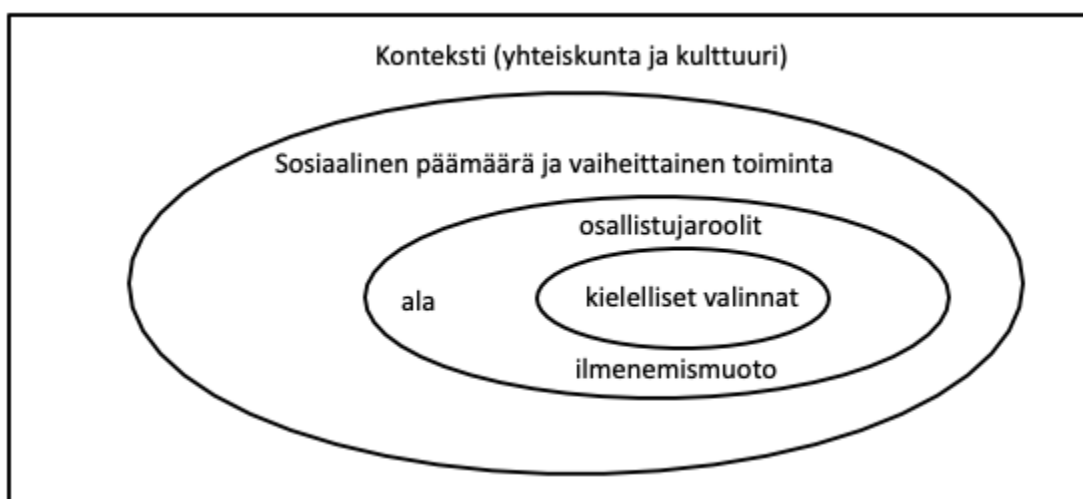 Konteksti (yhteiskunta ja kulttuuri)
Sosiaalinen päämäärä ja vaiheittainen toiminta
osallistujaroolit
ala
kielelliset valinnat
ilmenemismuoto